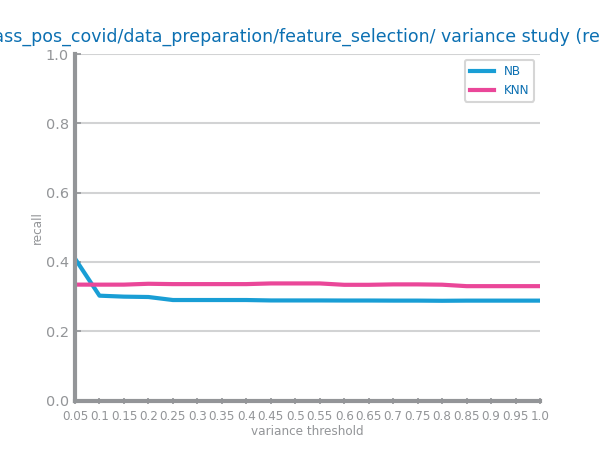 ass_pos_covid/data_preparation/feature_selection/ variance study (re
NB
KNN
1.0
0.8
0.6
0.4
0.2
0.0
recall
0.05 0.1 0.15 0.2 0.25 0.3 0.35 0.4 0.45 0.5 0.55 0.6 0.65 0.7 0.75 0.8 0.85 0.9 0.95 1.0
variance threshold